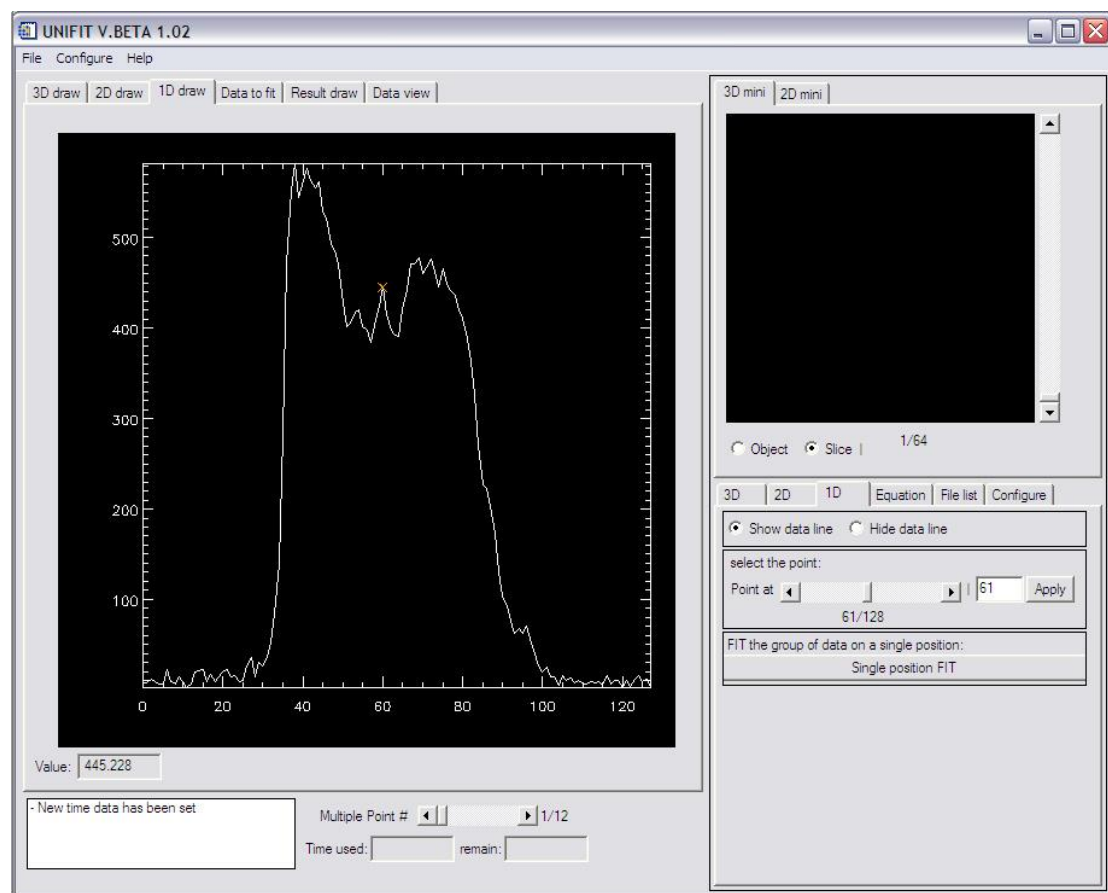 UNIFIT V.BETA 1.02
File Configure Help
3D draw 2D draw 1D draw Data to fit Result draw Data view
500
400
300
200
100
0 20 40 60 80 100 120
Value: 445.228
- New time data has been set
Multiple Point # 1/12
Time used: remain:
3D mini 2D mini
Object Slice | 1/64
3D 2D 1D Equation File list Configure
Show data line Hide data line
select the point:
Point at | 61 Apply
61/128
FIT the group of data on a single position:
Single position FIT